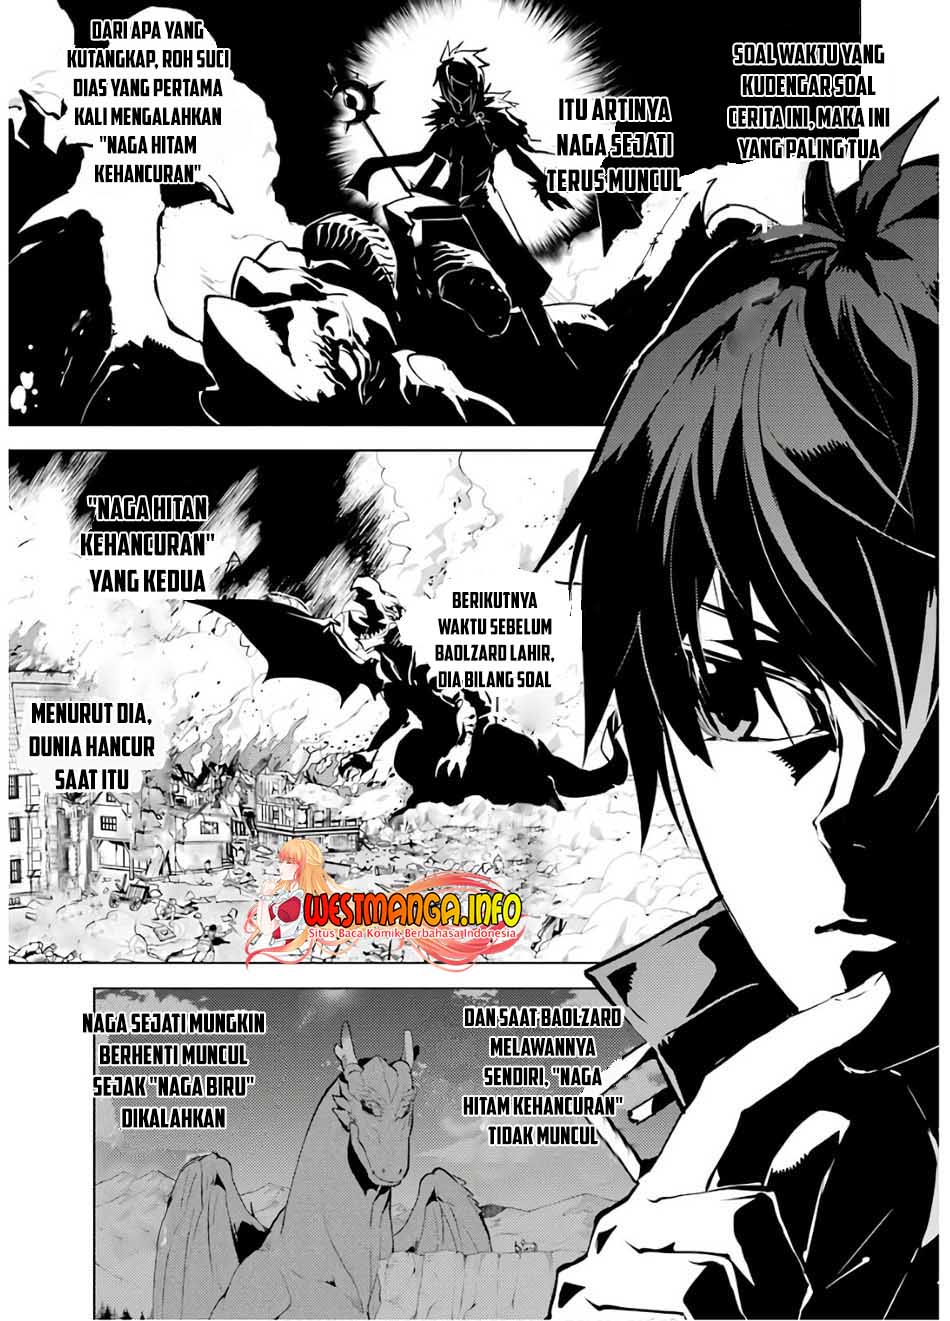 SOAL WAKTU YANG
KUDENGAR SOAL
CERITA INI, MAKA INI
YANG PALING TUA
ITU ARTINYA
NAGA SEJATI
TERUS MUNCUL
DARI APA YANG
KUTANGKAP, ROH SUCI
DIAS YANG PERTAMA
KALI MENGALAHKAN
"NAGA HITAM
KEHANCURAN"
BERIKUTNYA
WAKTU SEBELUM
BAOLZARD LAHIR,
DIA BILANG SOAL
"NAGA HITAN
KEHANCURAN"
YANG KEDUA
MENURUT DIA,
DUNIA HANCUR
SAAT ITU
WESTMANGA.INFO
Situs Baca Komik Berbahasa Indonesia
DAN SAAT BAOLZARD
MELAWANNYA
SENDIRI, "NAGA
HITAM KEHANCURAN"
TIDAK MUNCUL
NAGA SEJATI MUNGKIN
BERHENTI MUNCUL
SEJAK "NAGA BIRU"
DIKALAHKAN